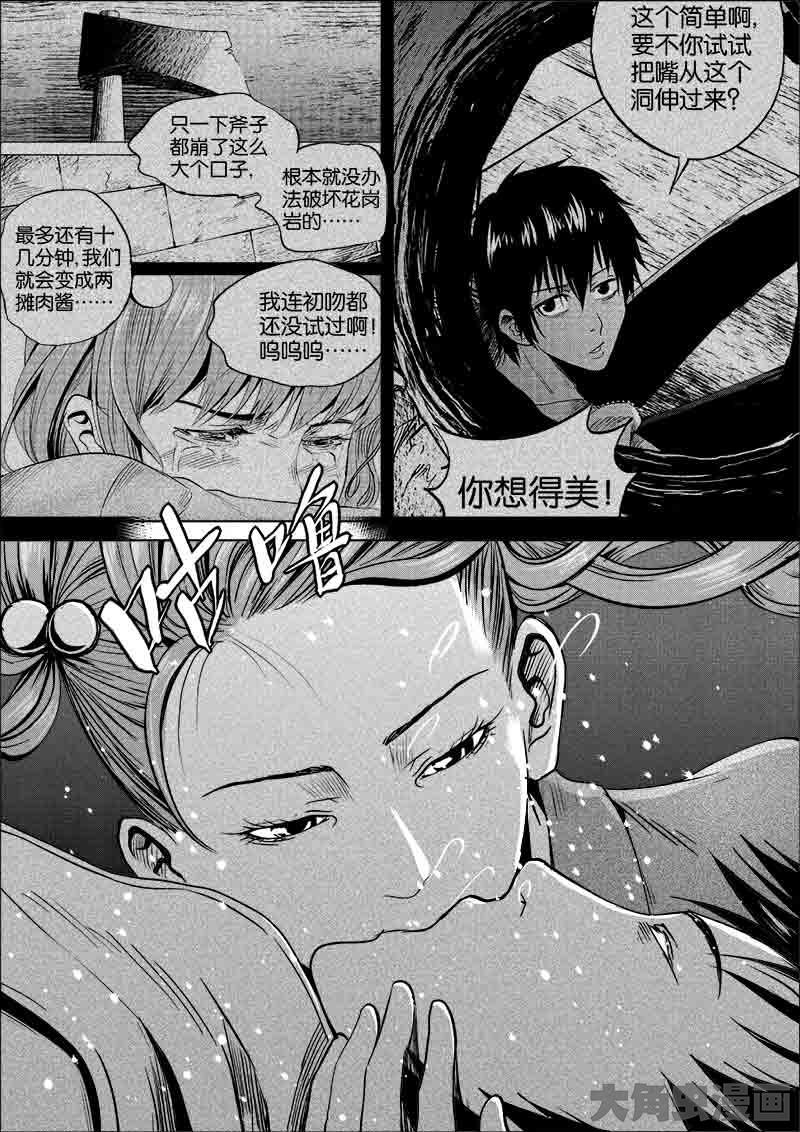 只一下斧子
都崩了这么
大个口子，
根本就没办
法破坏花岗
岩的……
最多还有十
几分钟，我们
就会变成两
摊肉酱……
我连初吻都
还没试过啊！
呜呜呜……
这个简单啊，
要不你试试
把嘴从这个
洞伸过来？
你想得美！
咕噜
大角虫漫画